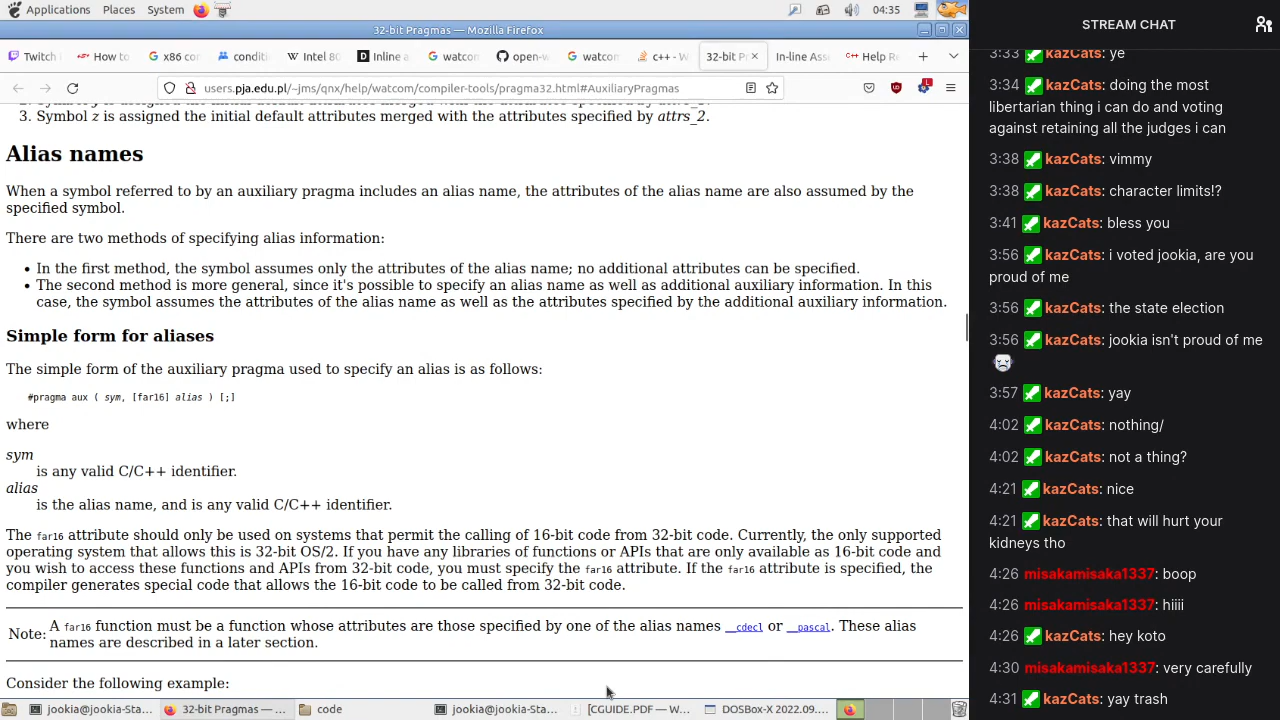 Applications Places System 04:35
32-bit Pragmas — Mozilla Firefox
Twitch How to x86 co condit Intel 80 Inline a watco open-w watco c++ - W 32-bit P In-line Ass C++ Help R
users.pja.edu.pl/~jms/qnx/help/watcom/compiler-tools/pragma32.html#AuxiliaryPragmas
3. Symbol z is assigned the initial default attributes merged with the attributes specified by attrs_2.
Alias names
When a symbol referred to by an auxiliary pragma includes an alias name, the attributes of the alias name are also assumed by the
specified symbol.
There are two methods of specifying alias information:
• In the first method, the symbol assumes only the attributes of the alias name; no additional attributes can be specified.
• The second method is more general, since it's possible to specify an alias name as well as additional auxiliary information. In this
case, the symbol assumes the attributes of the alias name as well as the attributes specified by the additional auxiliary information.
Simple form for aliases
The simple form of the auxiliary pragma used to specify an alias is as follows:
#pragma aux ( sym, [far16] alias ) [;]
where
sym
is any valid C/C++ identifier.
alias
is the alias name, and is any valid C/C++ identifier.
The far16 attribute should only be used on systems that permit the calling of 16-bit code from 32-bit code. Currently, the only supported
operating system that allows this is 32-bit OS/2. If you have any libraries of functions or APIs that are only available as 16-bit code and
you wish to access these functions and APIs from 32-bit code, you must specify the far16 attribute. If the far16 attribute is specified, the
compiler generates special code that allows the 16-bit code to be called from 32-bit code.
Note: A far16 function must be a function whose attributes are those specified by one of the alias names __cdecl or __pascal. These alias
names are described in a later section.
Consider the following example:
jookia@jookia-Sta... 32-bit Pragmas — ... ce jookia@jookia-Sta... [CGUIDE.PDF — W... DOSBox-X 2022.09....
STREAM CHAT
3:33 kazCats: ye
3:34 kazCats: doing the most
libertarian thing i can do and voting
against retaining all the judges i can
3:38 kazCats: vimmy
3:38 kazCats: character limits!?
3:41 kazCats: bless you
3:56 kazCats: i voted jookia, are you
proud of me
3:56 kazCats: the state election
3:56 kazCats: jookia isn't proud of me
3:57 kazCats: yay
4:02 kazCats: nothing/
4:02 kazCats: not a thing?
4:21 kazCats: nice
4:21 kazCats: that will hurt your
kidneys tho
4:26 misakamisaka1337: boop
4:26 misakamisaka1337: hiiii
4:26 kazCats: hey koto
4:30 misakamisaka1337: very carefully
4:31 kazCats: yay trash